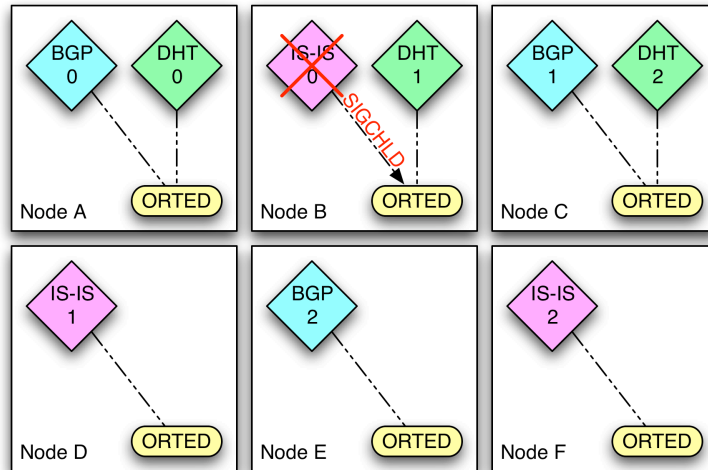 BGP
0
DHT
0
ORTED
Node A
IS-IS
0
DHT
1
SIGCHLD
ORTED
Node B
BGP
1
DHT
2
ORTED
Node C
IS-IS
1
ORTED
Node D
BGP
2
ORTED
Node E
IS-IS
2
ORTED
Node F